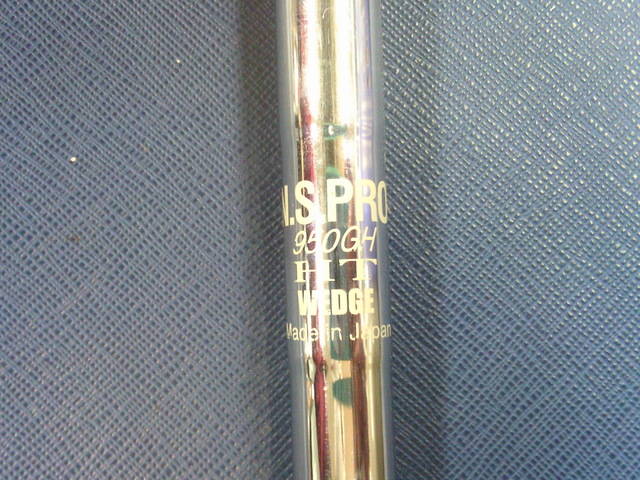 N.S.PRO
950GH
HT
WEDGE
Made in Japan